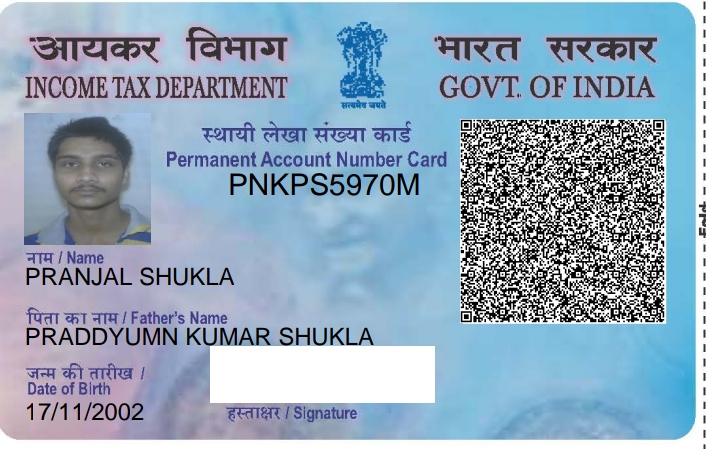 आयकर विभाग
INCOME TAX DEPARTMENT
सत्यमेव जयते
भारत सरकार
GOVT. OF INDIA
स्थायी लेखा संख्या कार्ड
Permanent Account Number Card
PNKPS5970M
नाम / Name
PRANJAL SHUKLA
पिता का नाम / Father's Name
PRADDYUMN KUMAR SHUKLA
जन्म की तारीख /
Date of Birth
17/11/2002
हस्ताक्षर / Signature